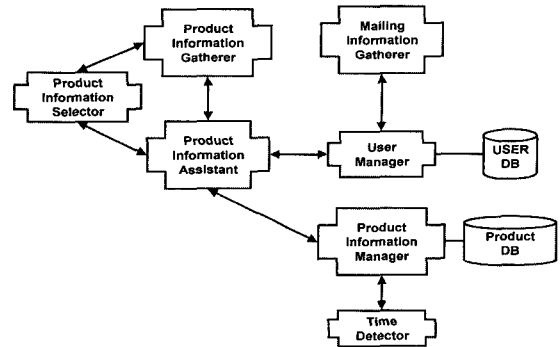 Product
Information
Gatherer
Mailing
Information
Gatherer
Product
Information
Selector
Product
Information
Assistant
User
Manager
USER
DB
Product
Information
Manager
Product
DB
Time
Detector